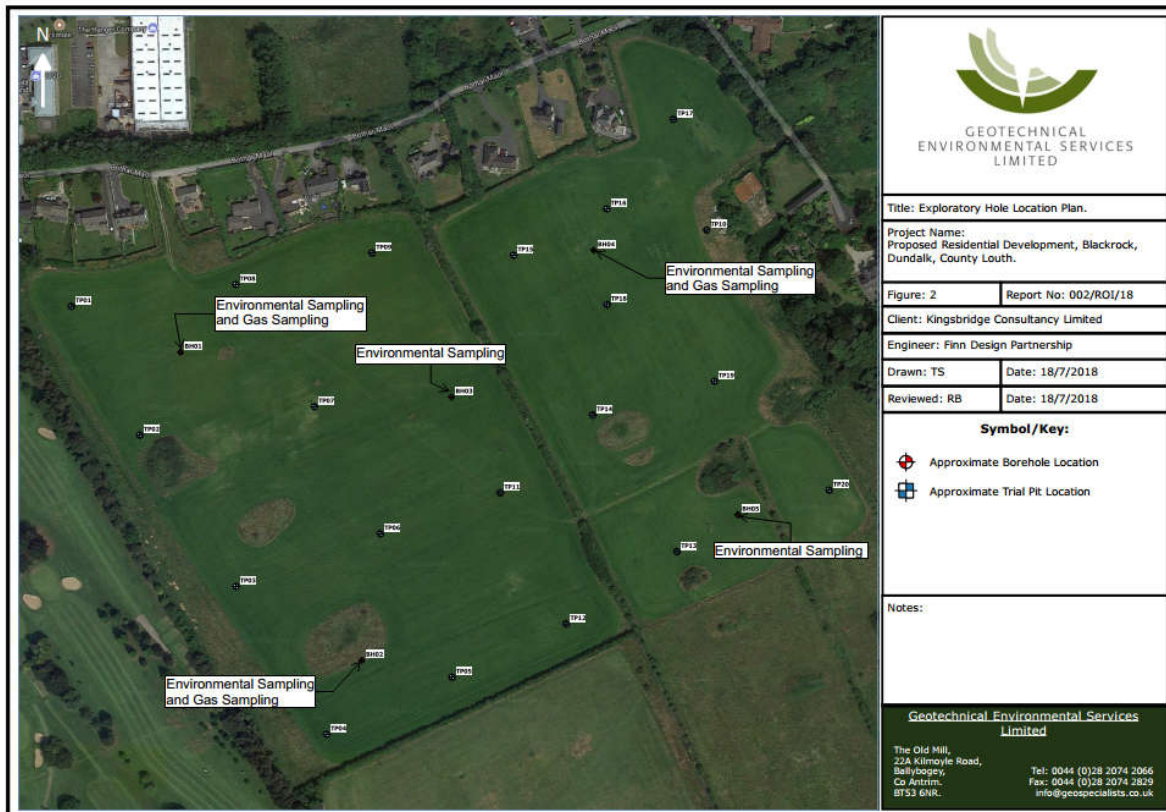 N
Bóthar Maol
Bóthar Maol
Bóthar Maol
TP17
TP16
TP10
TP15
BH04
TP09
Environmental Sampling
and Gas Sampling
TP08
TP01
Environmental Sampling
and Gas Sampling
TP18
BH01
Environmental Sampling
TP19
BH03
TP07
TP14
TP02
TP11
TP20
BH05
TP06
TP13
Environmental Sampling
TP03
TP12
BH02
TP05
Environmental Sampling
and Gas Sampling
TP04
GEOTECHNICAL
ENVIRONMENTAL SERVICES
LIMITED
Title: Exploratory Hole Location Plan.
Project Name:
Proposed Residential Development, Blackrock,
Dundalk, County Louth.
Figure: 2
Report No: 002/ROI/18
Client: Kingsbridge Consultancy Limited
Engineer: Finn Design Partnership
Drawn: TS
Date: 18/7/2018
Reviewed: RB
Date: 18/7/2018
Symbol/Key:
Approximate Borehole Location
Approximate Trial Pit Location
Notes:
Geotechnical Environmental Services
Limited
The Old Mill,
22A Kilmoyle Road,
Ballybogey,
Co Antrim.
BT53 6NR.
Tel: 0044 (0)28 2074 2066
Fax: 0044 (0)28 2074 2829
info@geospecialists.co.uk